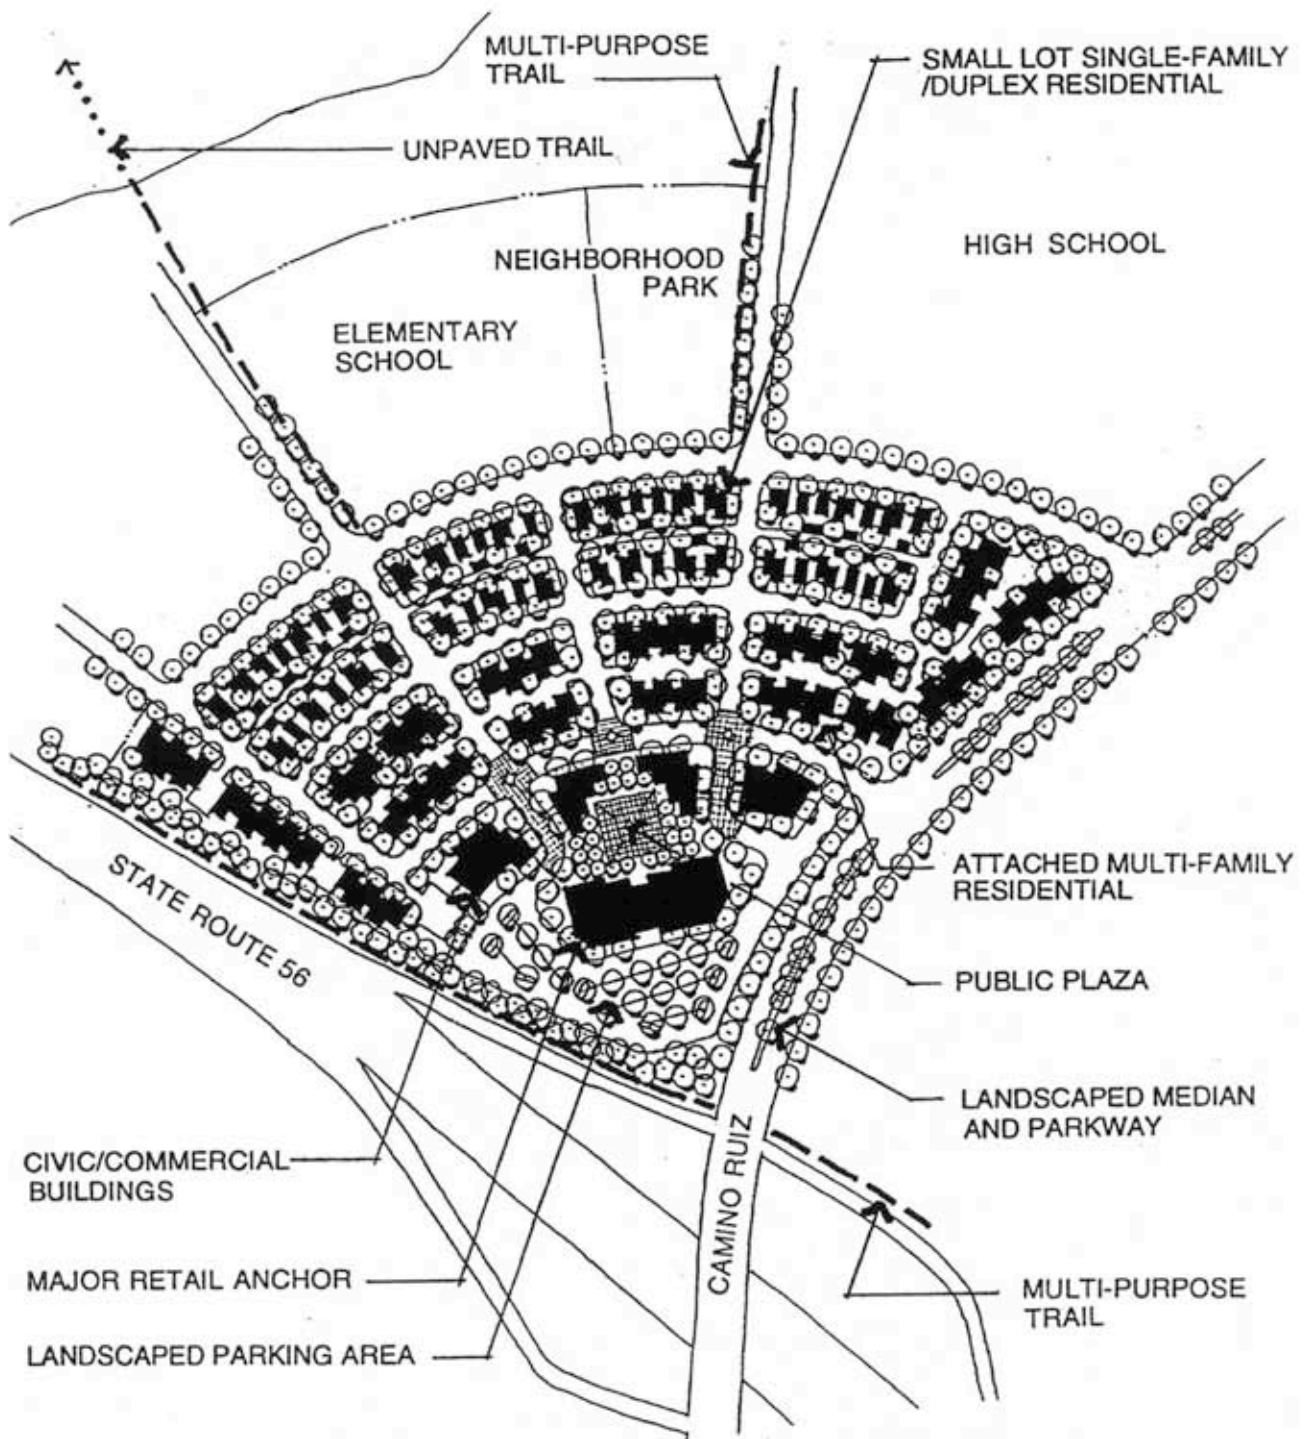 MULTI-PURPOSE
TRAIL
SMALL LOT SINGLE-FAMILY
/DUPLEX RESIDENTIAL
UNPAVED TRAIL
HIGH SCHOOL
NEIGHBORHOOD
PARK
ELEMENTARY
SCHOOL
STATE ROUTE 56
ATTACHED MULTI-FAMILY
RESIDENTIAL
PUBLIC PLAZA
LANDSCAPED MEDIAN
AND PARKWAY
CIVIC/COMMERCIAL
BUILDINGS
CAMINO RUIZ
MAJOR RETAIL ANCHOR
MULTI-PURPOSE
TRAIL
LANDSCAPED PARKING AREA